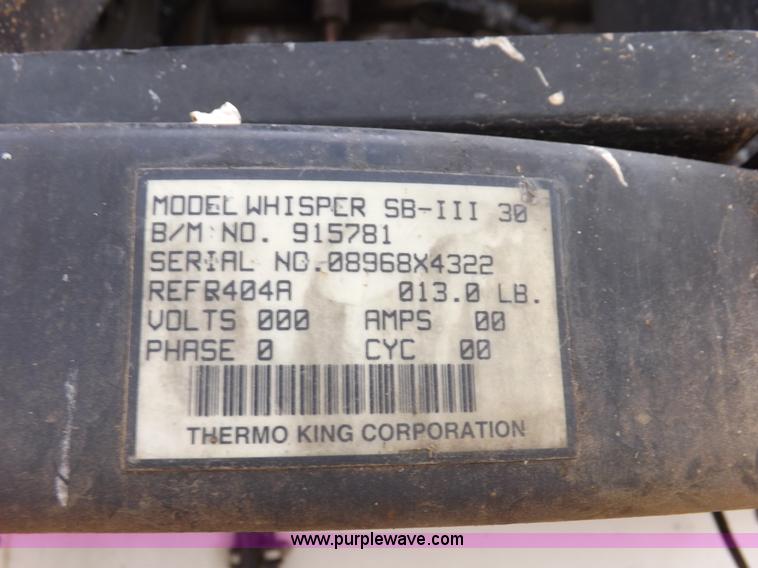 MODEL WHISPER SB-III 30
B/M NO. 915781
SERIAL NO. 08968X4322
REFR404A 013.0 LB.
VOLTS 000 AMPS 00
PHASE 0 CYC 00
THERMO KING CORPORATION
www.purplewave.com